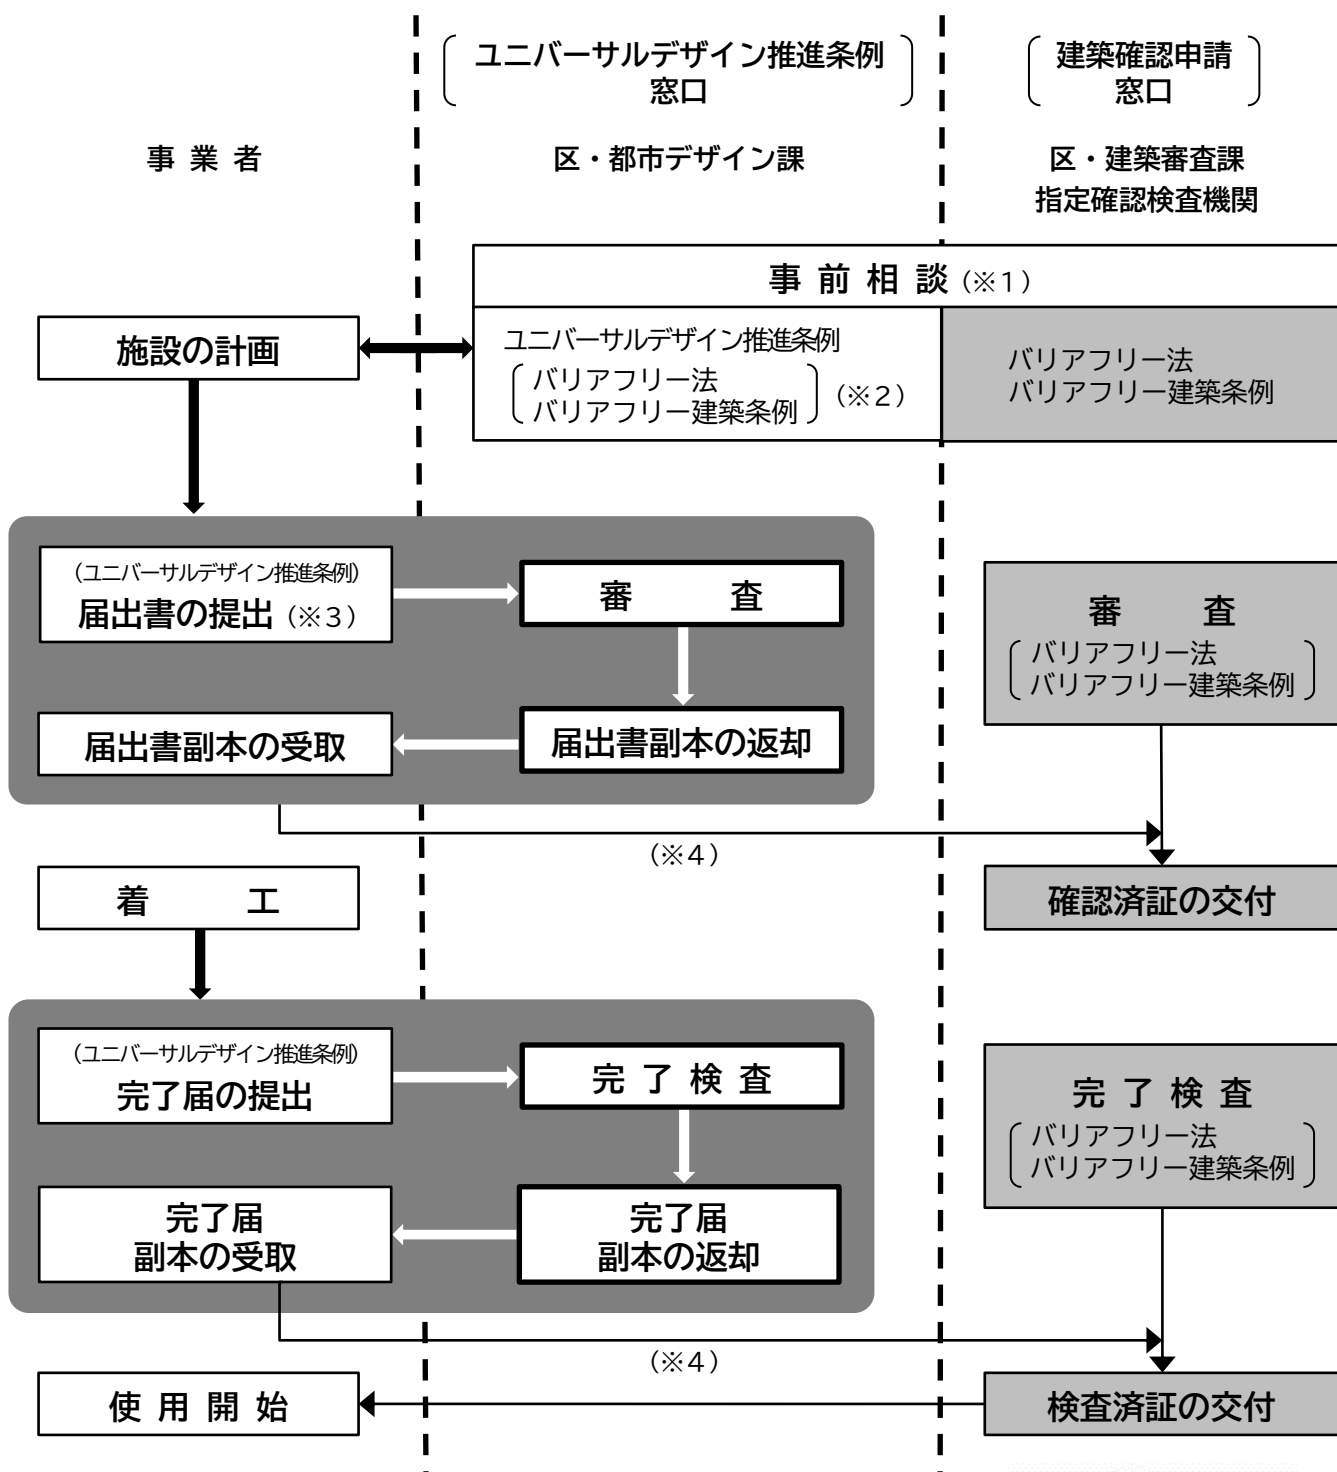 ユニバーサルデザイン推進条例
窓口
建築確認申請
窓口
事 業 者
区・都市デザイン課
区・建築審査課
指定確認検査機関
事 前 相 談 (※1)
施設の計画
ユニバーサルデザイン推進条例
バリアフリー法
バリアフリー建築条例
(※2)
バリアフリー法
バリアフリー建築条例
(ユニバーサルデザイン推進条例)
届出書の提出 (※3)
審 査
審 査
バリアフリー法
バリアフリー建築条例
届出書副本の受取
届出書副本の返却
(※4)
着 工
確認済証の交付
(ユニバーサルデザイン推進条例)
完了届の提出
完 了 検 査
完 了 検 査
バリアフリー法
バリアフリー建築条例
完了届
副本の受取
完了届
副本の返却
(※4)
使 用 開 始
検査済証の交付